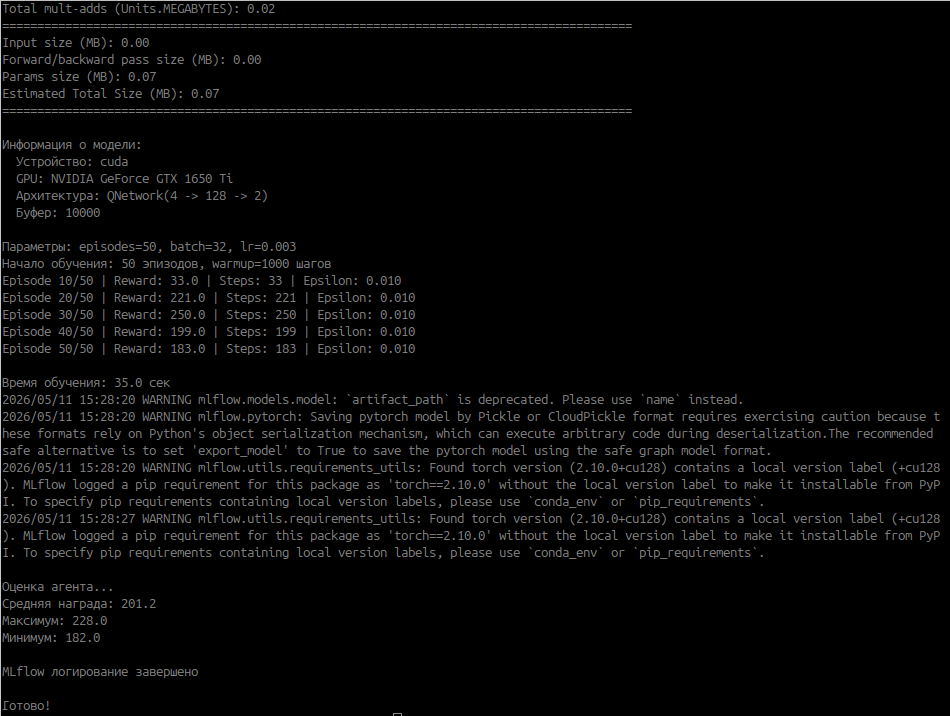 Total mult-adds (Units.MEGABYTES): 0.02
==========================================================================================
Input size (MB): 0.00
Forward/backward pass size (MB): 0.00
Params size (MB): 0.07
Estimated Total Size (MB): 0.07
==========================================================================================
Информация о модели:
Устройство: cuda
GPU: NVIDIA GeForce GTX 1650 Ti
Архитектура: QNetwork(4 -> 128 -> 2)
Буфер: 10000
Параметры: episodes=50, batch=32, lr=0.003
Начало обучения: 50 эпизодов, warmup=1000 шагов
Episode 10/50 | Reward: 33.0 | Steps: 33 | Epsilon: 0.010
Episode 20/50 | Reward: 221.0 | Steps: 221 | Epsilon: 0.010
Episode 30/50 | Reward: 250.0 | Steps: 250 | Epsilon: 0.010
Episode 40/50 | Reward: 199.0 | Steps: 199 | Epsilon: 0.010
Episode 50/50 | Reward: 183.0 | Steps: 183 | Epsilon: 0.010
Время обучения: 35.0 сек
2026/05/11 15:28:20 WARNING mlflow.models.model: `artifact_path` is deprecated. Please use `name` instead.
2026/05/11 15:28:20 WARNING mlflow.pytorch: Saving pytorch model by Pickle or CloudPickle format requires exercising caution because t
hese formats rely on Python's object serialization mechanism, which can execute arbitrary code during deserialization.The recommended
safe alternative is to set 'export_model' to True to save the pytorch model using the safe graph model format.
2026/05/11 15:28:20 WARNING mlflow.utils.requirements_utils: Found torch version (2.10.0+cu128) contains a local version label (+cu128
). MLflow logged a pip requirement for this package as 'torch==2.10.0' without the local version label to make it installable from PyP
I. To specify pip requirements containing local version labels, please use `conda_env` or `pip_requirements`.
2026/05/11 15:28:27 WARNING mlflow.utils.requirements_utils: Found torch version (2.10.0+cu128) contains a local version label (+cu128
). MLflow logged a pip requirement for this package as 'torch==2.10.0' without the local version label to make it installable from PyP
I. To specify pip requirements containing local version labels, please use `conda_env` or `pip_requirements`.
Оценка агента...
Средняя награда: 201.2
Максимум: 228.0
Минимум: 182.0
MLflow логирование завершено
Готово!